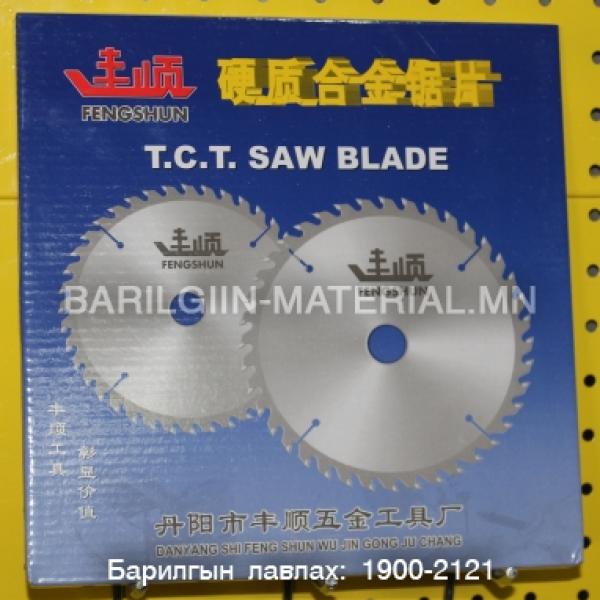 丰顺
FENGSHUN
硬质合金锯片
T.C.T. SAW BLADE
丰顺
FENGSHUN
丰顺
FENGSHUN
BARILGIIN-MATERIAL.MN
丰顺工具
彰显价值
丹阳市丰顺五金工具厂
DANYANG SHI FENG SHUN WU JIN GONG JU CHANG
Барилгын лавлах: 1900-2121